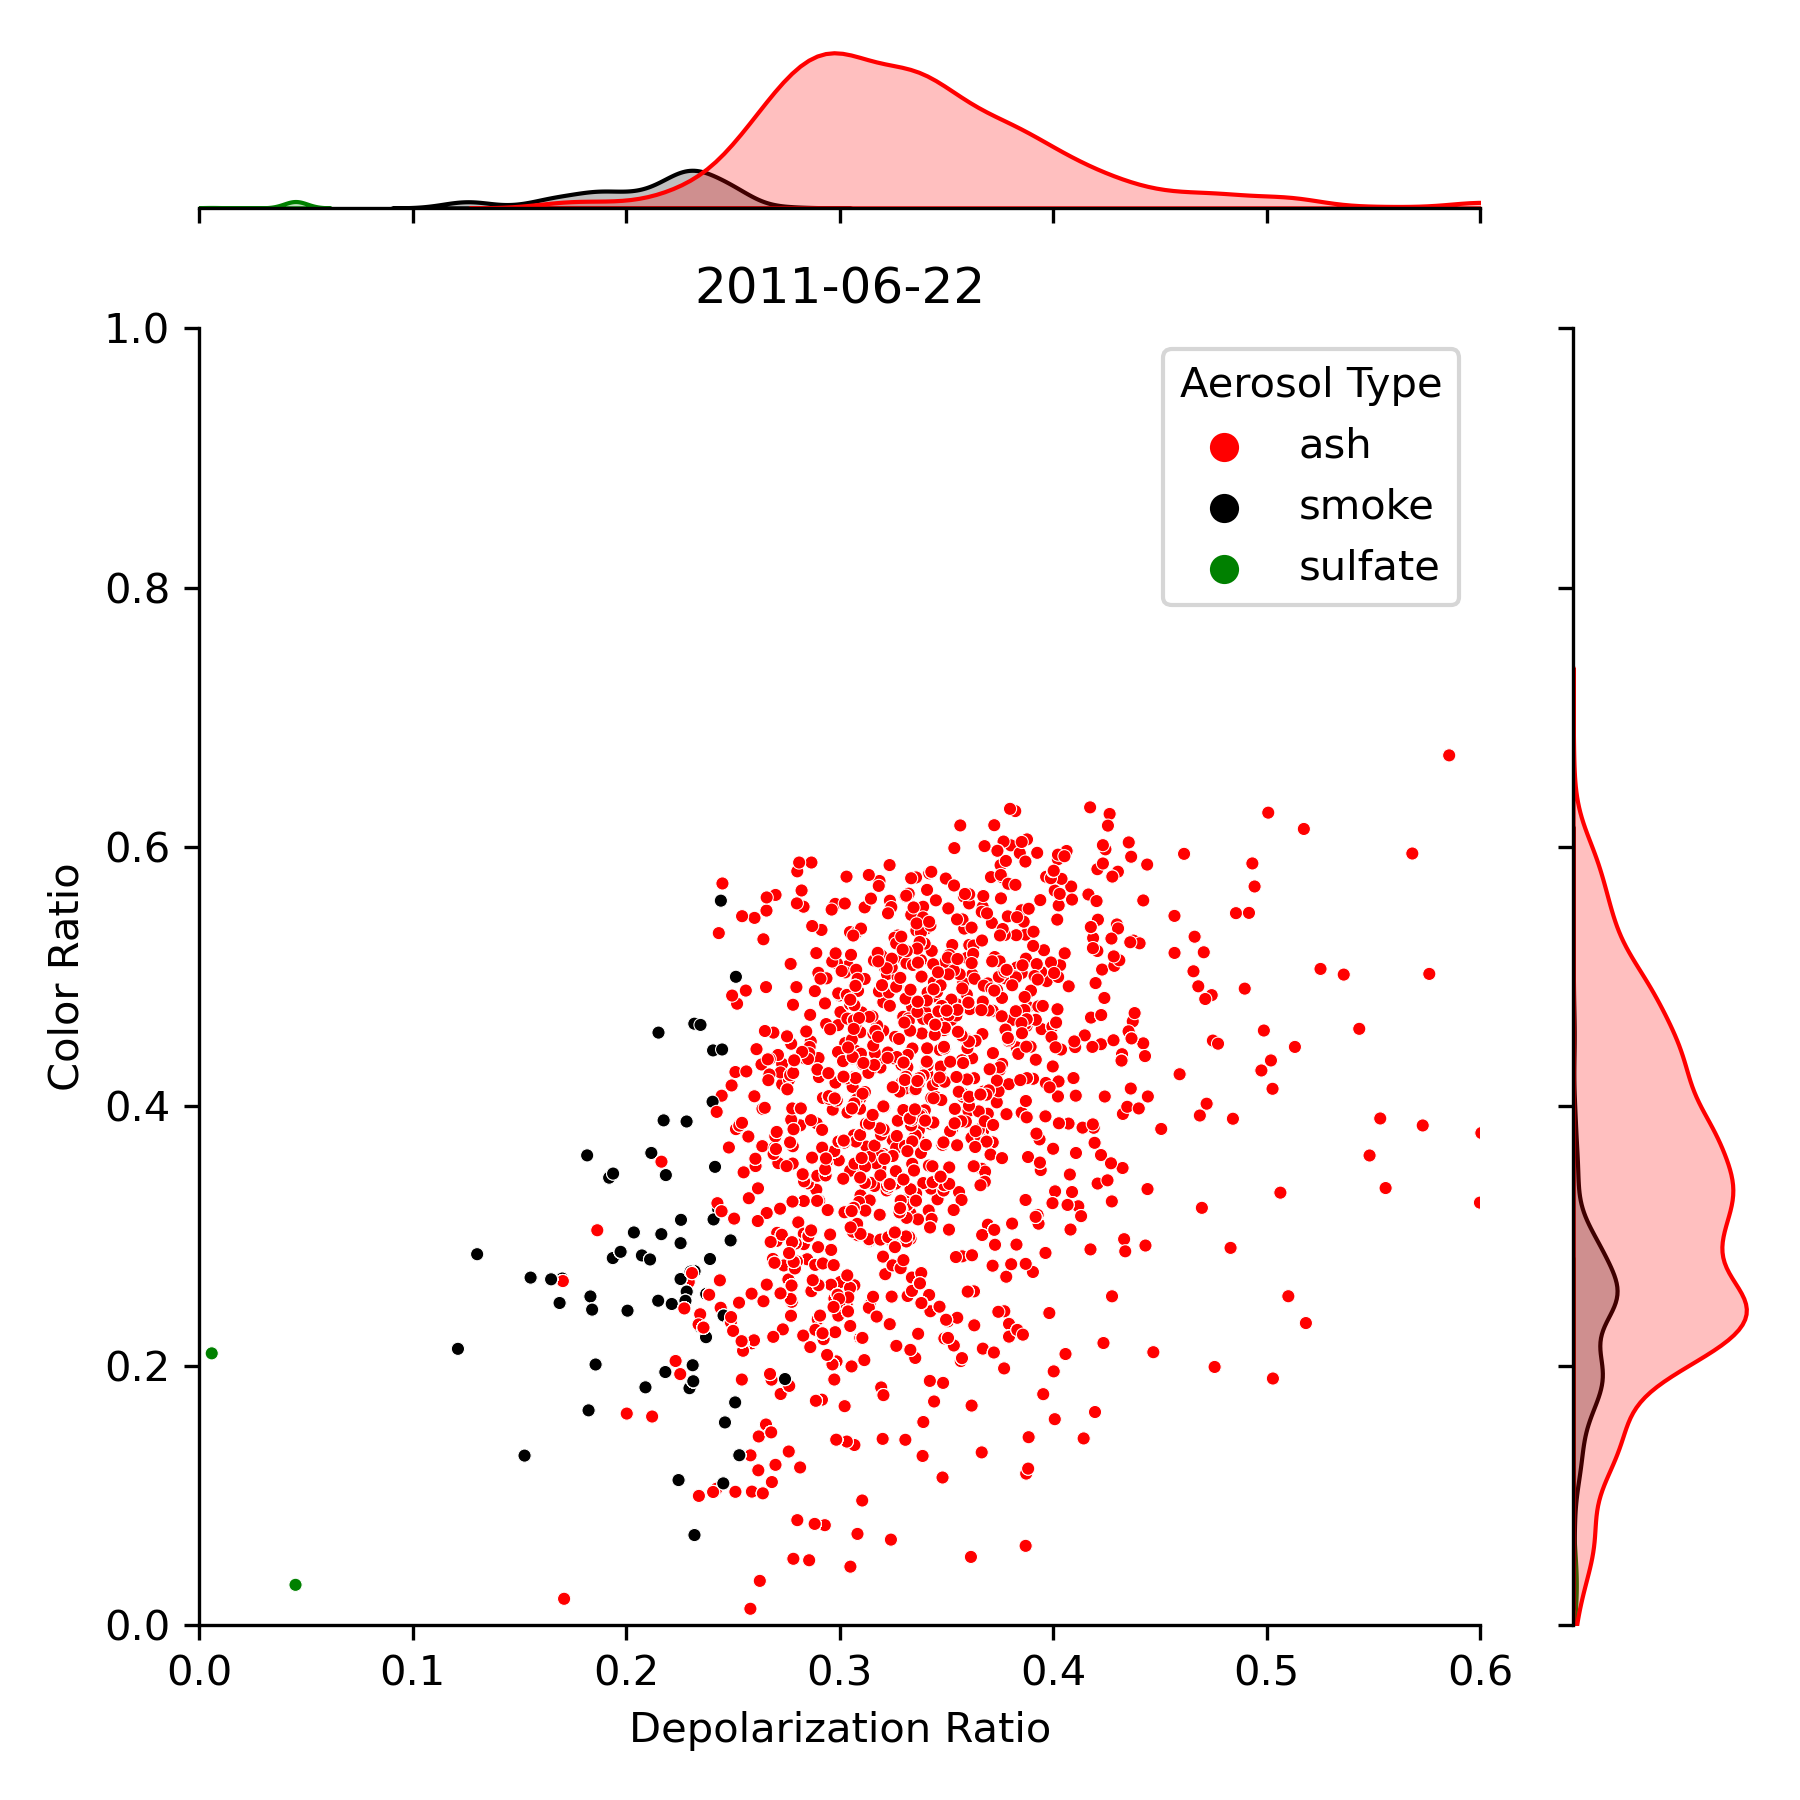 2011-06-22
1.0
0.8
0.6
0.4
0.2
0.0
Color Ratio
Aerosol Type
ash
smoke
sulfate
0.0 0.1 0.2 0.3 0.4 0.5 0.6
Depolarization Ratio